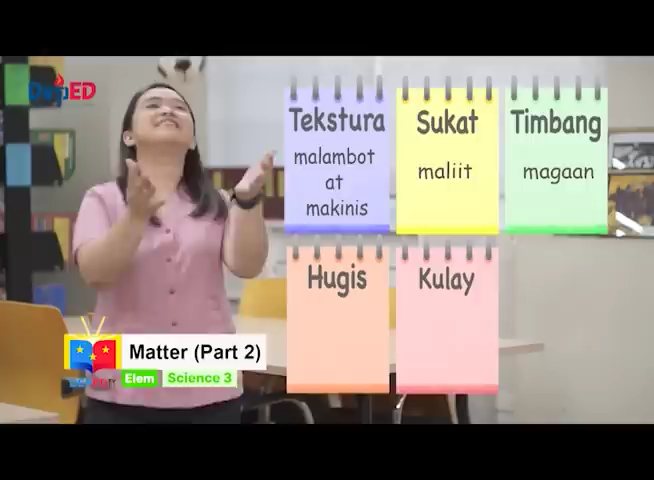 DepED
Tekstura
malambot
at
makinis
Sukat
maliit
Timbang
magaan
Hugis
Kulay
Matter (Part 2)
Elem Science 3